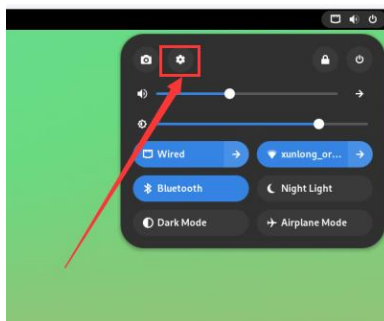 Wired
xunlong_or...
Bluetooth
Night Light
Dark Mode
Airplane Mode